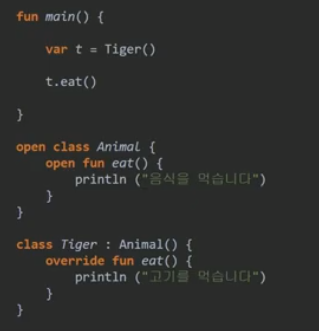 fun main() {
var t = Tiger()
t.eat()
}
open class Animal {
open fun eat() {
println ("음식을 먹습니다")
}
}
class Tiger : Animal() {
override fun eat() {
println ("고기를 먹습니다")
}
}